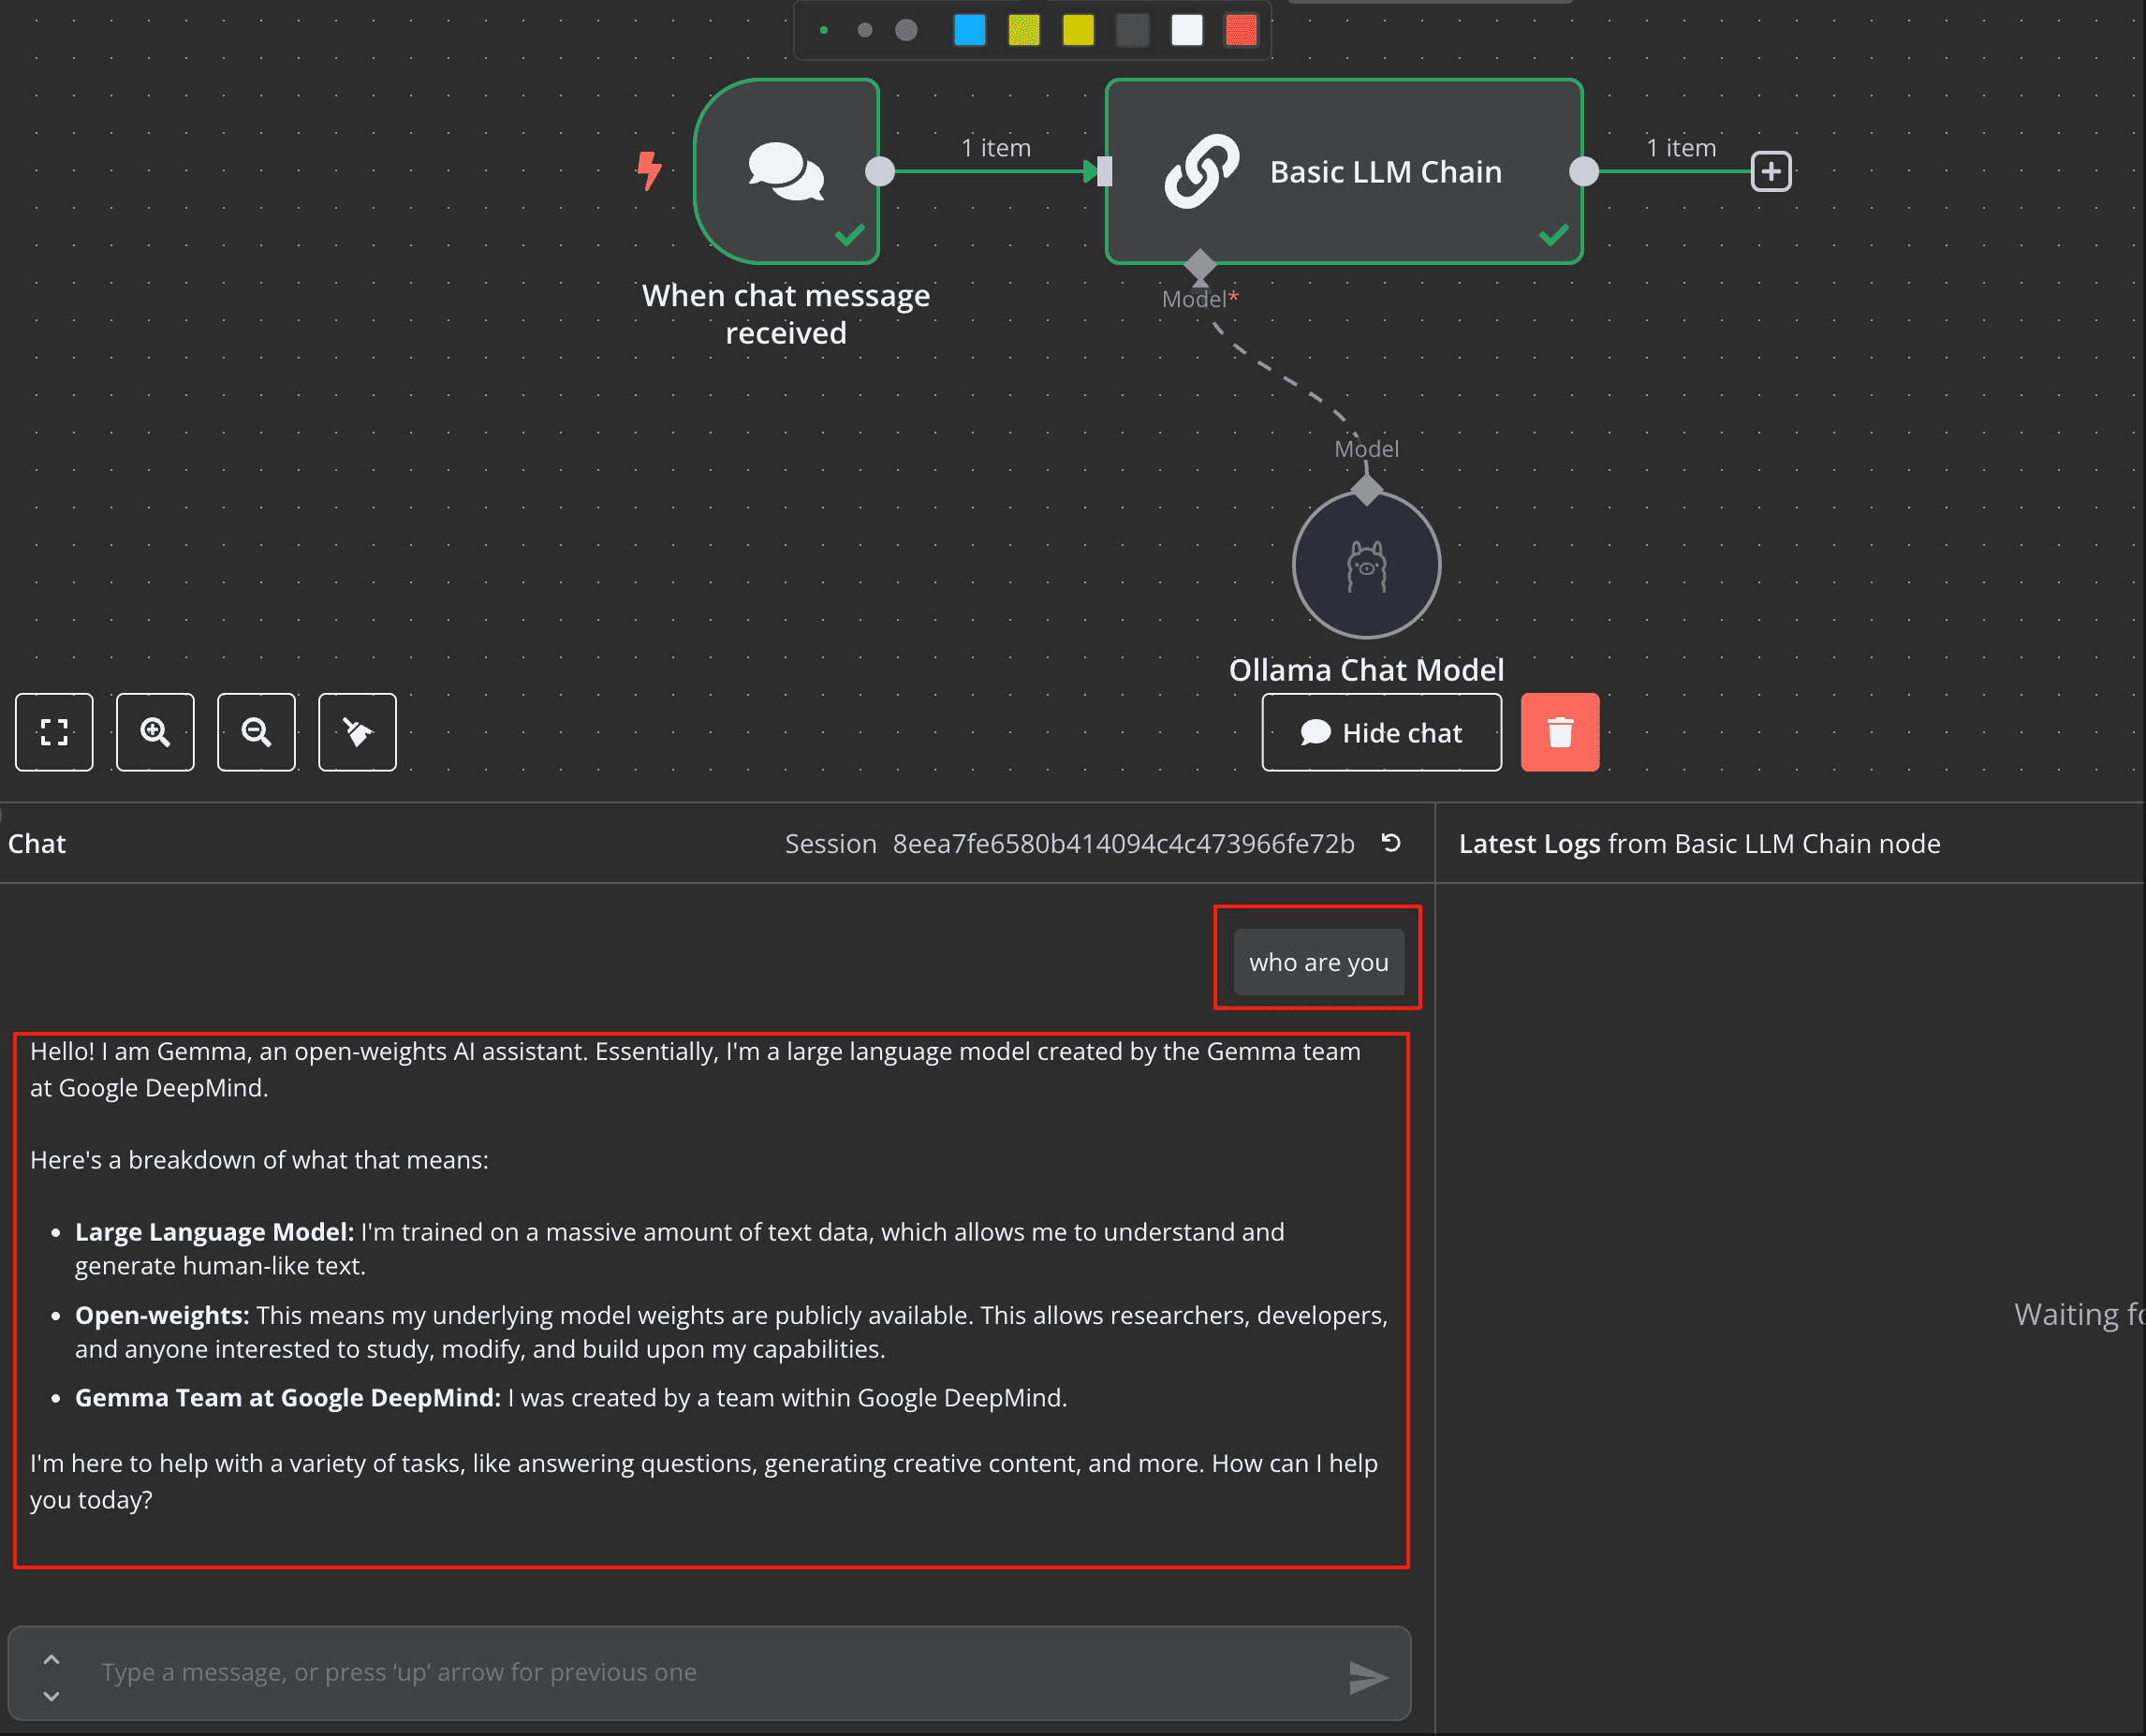 1 item
1 item
Basic LLM Chain
When chat message
received
Model*
Model
Ollama Chat Model
Hide chat
Chat
Session 8eea7fe6580b414094c4c473966fe72b
Latest Logs from Basic LLM Chain node
who are you
Hello! I am Gemma, an open-weights AI assistant. Essentially, I'm a large language model created by the Gemma team
at Google DeepMind.
Here's a breakdown of what that means:
• Large Language Model: I'm trained on a massive amount of text data, which allows me to understand and
generate human-like text.
• Open-weights: This means my underlying model weights are publicly available. This allows researchers, developers,
and anyone interested to study, modify, and build upon my capabilities.
• Gemma Team at Google DeepMind: I was created by a team within Google DeepMind.
Waiting
I'm here to help with a variety of tasks, like answering questions, generating creative content, and more. How can I help
you today?
Type a message, or press ‘up’ arrow for previous one